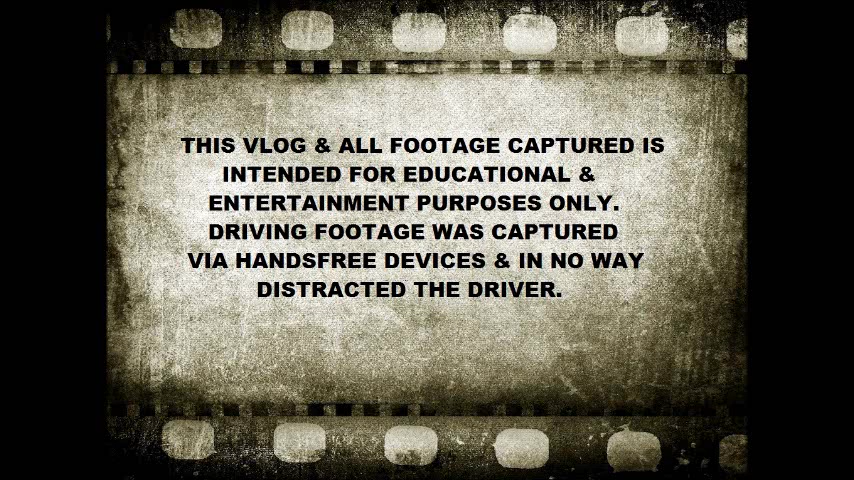 THIS VLOG & ALL FOOTAGE CAPTURED IS
INTENDED FOR EDUCATIONAL &
ENTERTAINMENT PURPOSES ONLY.
DRIVING FOOTAGE WAS CAPTURED
VIA HANDSFREE DEVICES & IN NO WAY
DISTRACTED THE DRIVER.